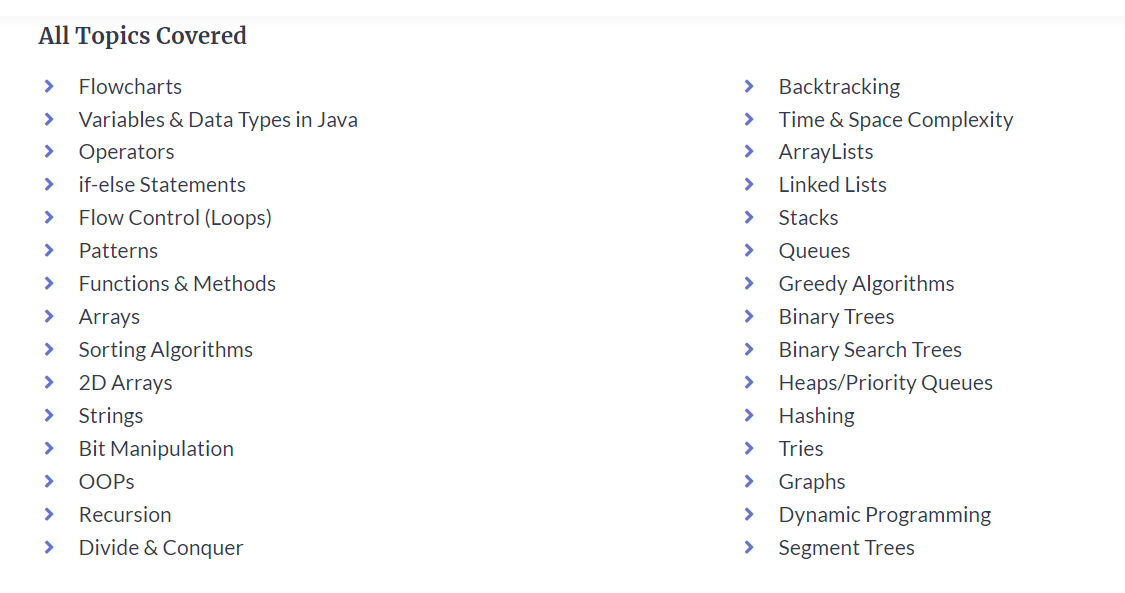 All Topics Covered
Flowcharts
Variables & Data Types in Java
Operators
if-else Statements
Flow Control (Loops)
Patterns
Functions & Methods
Arrays
Sorting Algorithms
2D Arrays
Strings
Bit Manipulation
OOPs
Recursion
Divide & Conquer
Backtracking
Time & Space Complexity
ArrayLists
Linked Lists
Stacks
Queues
Greedy Algorithms
Binary Trees
Binary Search Trees
Heaps/Priority Queues
Hashing
Tries
Graphs
Dynamic Programming
Segment Trees